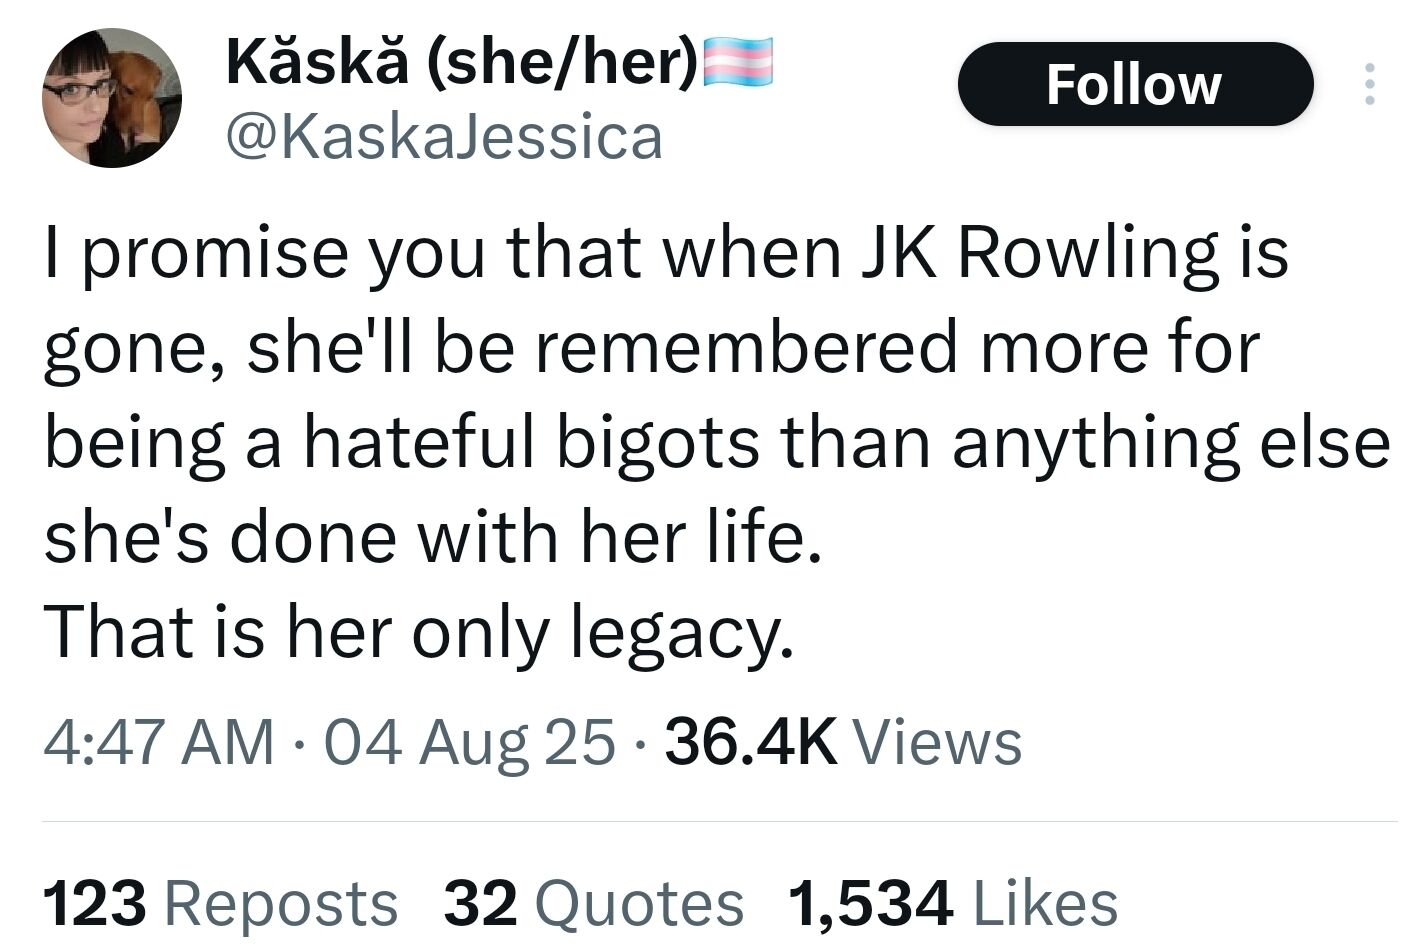 Kăskă (she/her)🏳️‍⚧️
@KaskaJessica
Follow
I promise you that when JK Rowling is
gone, she'll be remembered more for
being a hateful bigots than anything else
she's done with her life.
That is her only legacy.
4:47 AM · 04 Aug 25 · 36.4K Views
123 Reposts 32 Quotes 1,534 Likes